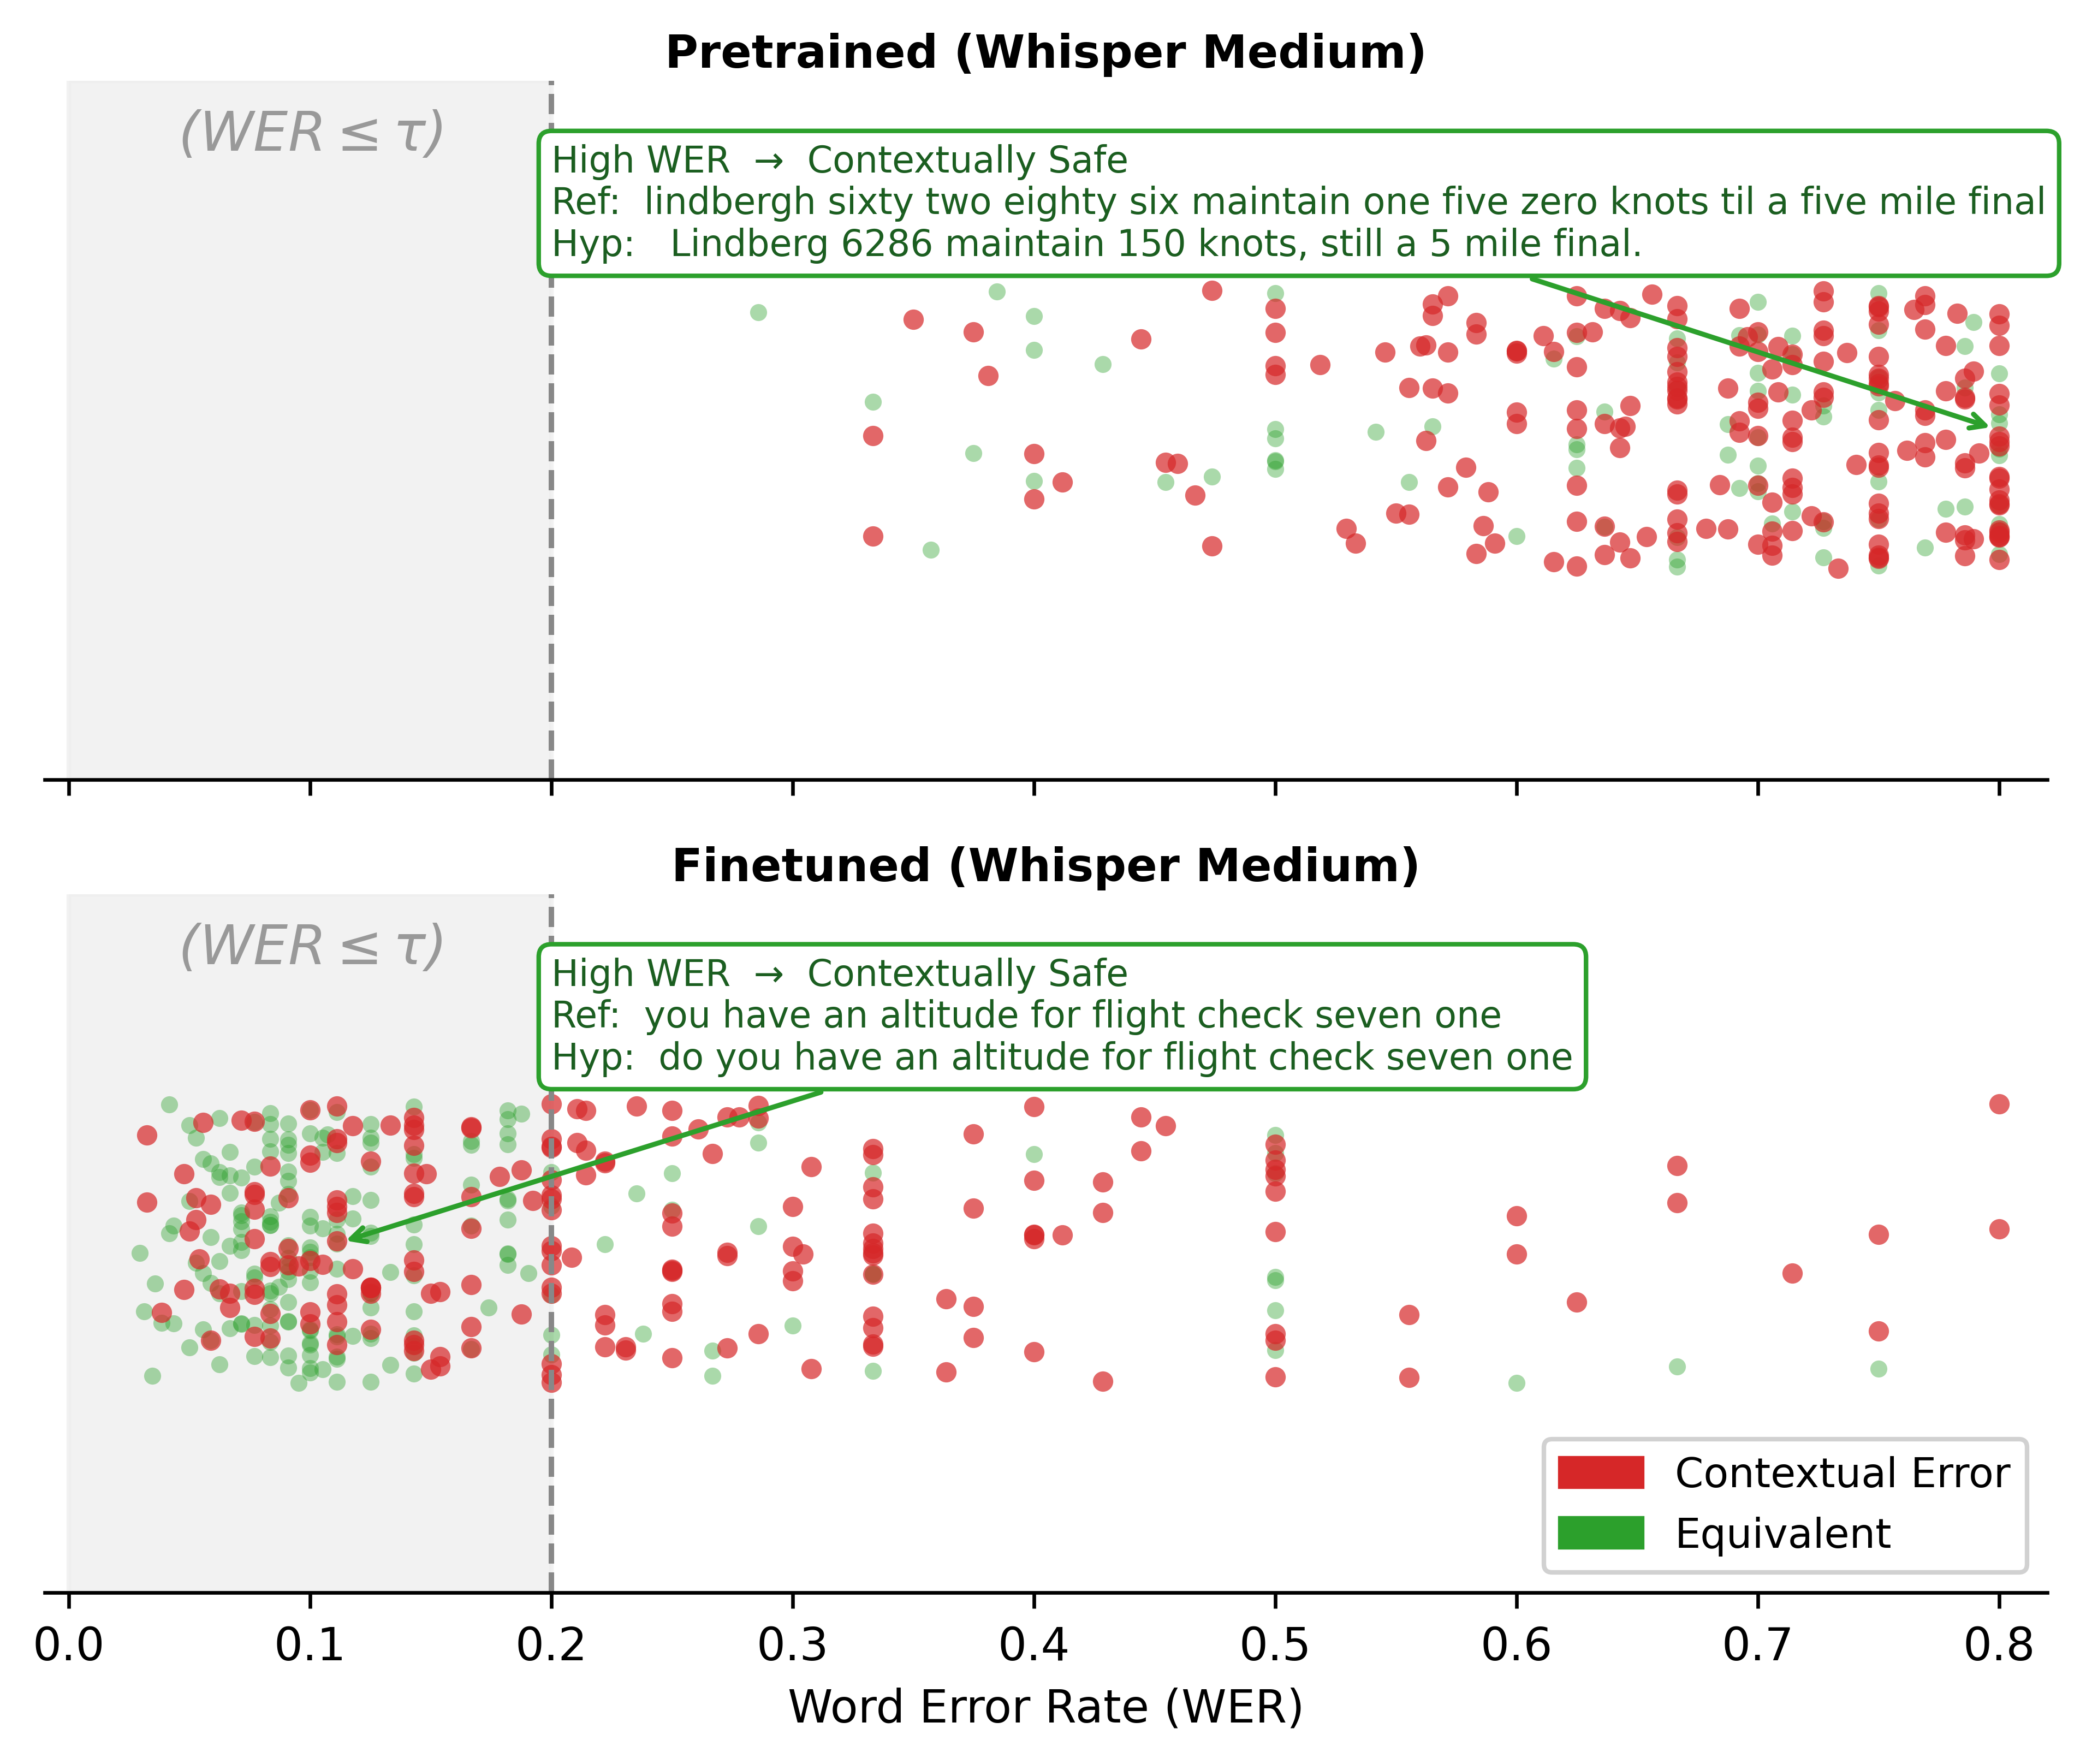 Pretrained (Whisper Medium)
(WER ≤ τ)
High WER → Contextually Safe
Ref: lindbergh sixty two eighty six maintain one five zero knots til a five mile final
Hyp: Lindberg 6286 maintain 150 knots, still a 5 mile final.
Finetuned (Whisper Medium)
(WER ≤ τ)
High WER → Contextually Safe
Ref: you have an altitude for flight check seven one
Hyp: do you have an altitude for flight check seven one
Contextual Error
Equivalent
0.0 0.1 0.2 0.3 0.4 0.5 0.6 0.7 0.8
Word Error Rate (WER)